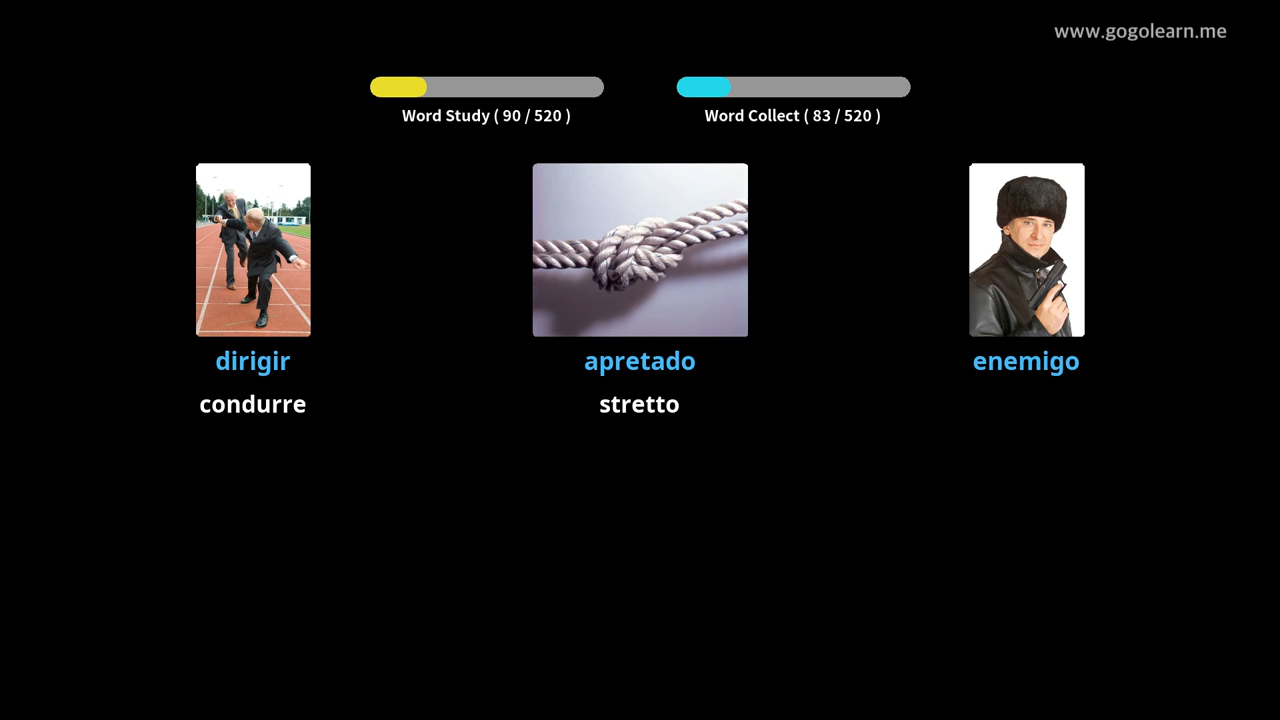 www.gogolearn.me
Word Study ( 90 / 520 )
Word Collect ( 83 / 520 )
dirigir
apretado
enemigo
condurre
stretto